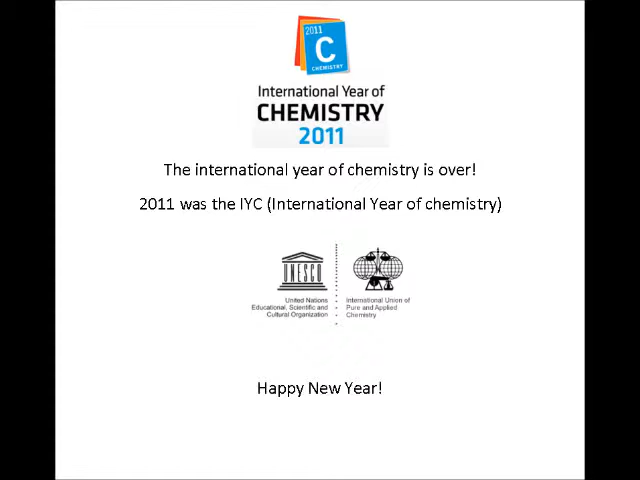 2011
C
CHEMISTRY
International Year of
CHEMISTRY
2011
The international year of chemistry is over!
2011 was the IYC (International Year of chemistry)
UNESCO
United Nations
Educational, Scientific and
Cultural Organization
International Union of
Pure and Applied
Chemistry
Happy New Year!